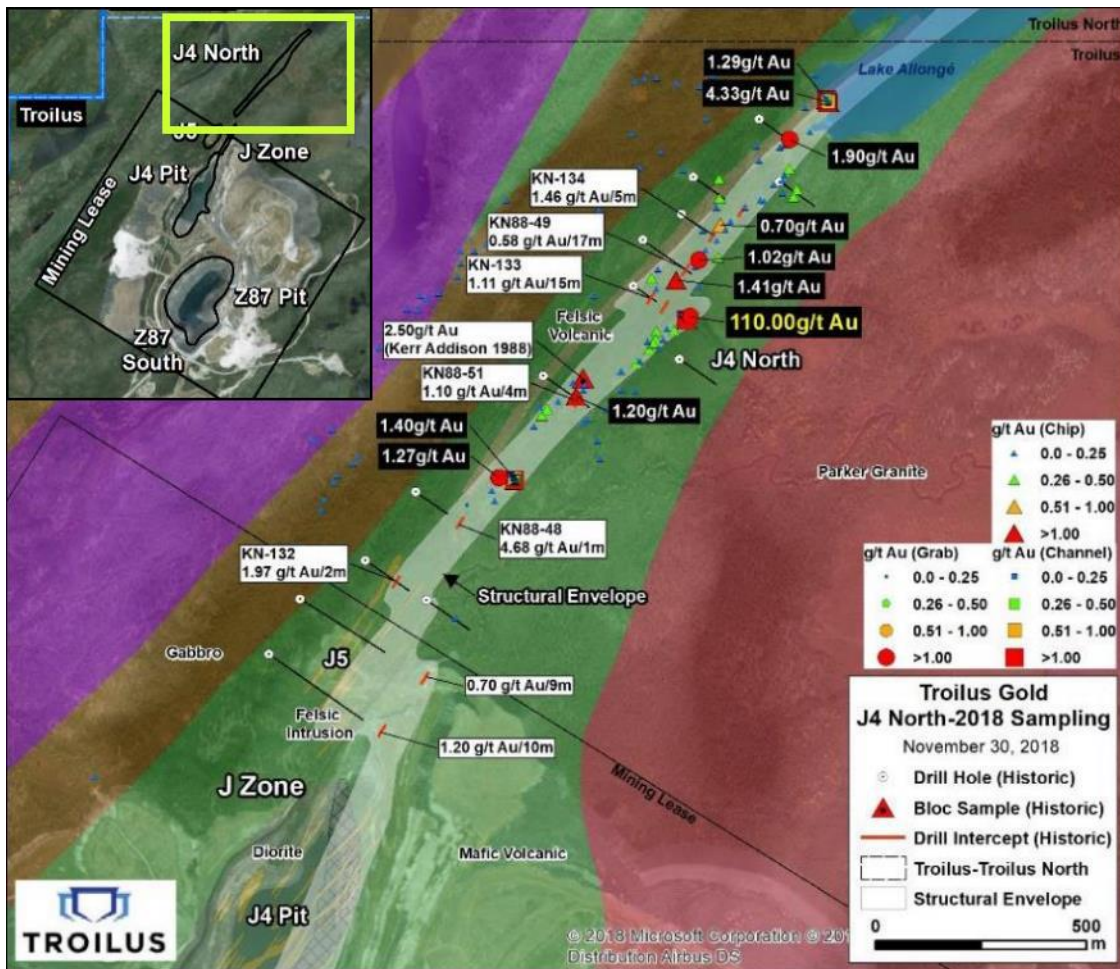 J4 North
Troilus
J5
J Zone
J4 Pit
Mining Lease
Z87 Pit
Z87
South
Troilus North
Troilus
Lake Allongé
1.29g/t Au
4.33g/t Au
1.90g/t Au
KN-134
1.46 g/t Au/5m
KN88-49
0.58 g/t Au/17m
0.70g/t Au
KN-133
1.11 g/t Au/15m
1.02g/t Au
1.41g/t Au
Felsic
Volcanic
110.00g/t Au
2.50g/t Au
(Kerr Addison 1988)
J4 North
KN88-51
1.10 g/t Au/4m
1.20g/t Au
1.40g/t Au
1.27g/t Au
Parker Granite
KN88-48
4.68 g/t Au/1m
KN-132
1.97 g/t Au/2m
Structural Envelope
Gabbro
J5
0.70 g/t Au/9m
Felsic
Intrusion
1.20 g/t Au/10m
J Zone
Mining Lease
Diorite
Mafic Volcanic
J4 Pit
TROILUS
g/t Au (Chip)
0.0 - 0.25
0.26 - 0.50
0.51 - 1.00
>1.00
g/t Au (Grab)
0.0 - 0.25
0.26 - 0.50
0.51 - 1.00
>1.00
g/t Au (Channel)
0.0 - 0.25
0.26 - 0.50
0.51 - 1.00
>1.00
Troilus Gold
J4 North-2018 Sampling
November 30, 2018
Drill Hole (Historic)
Bloc Sample (Historic)
Drill Intercept (Historic)
Troilus-Troilus North
Structural Envelope
0 500
m
© 2018 Microsoft Corporation © 201
Distribution Airbus DS